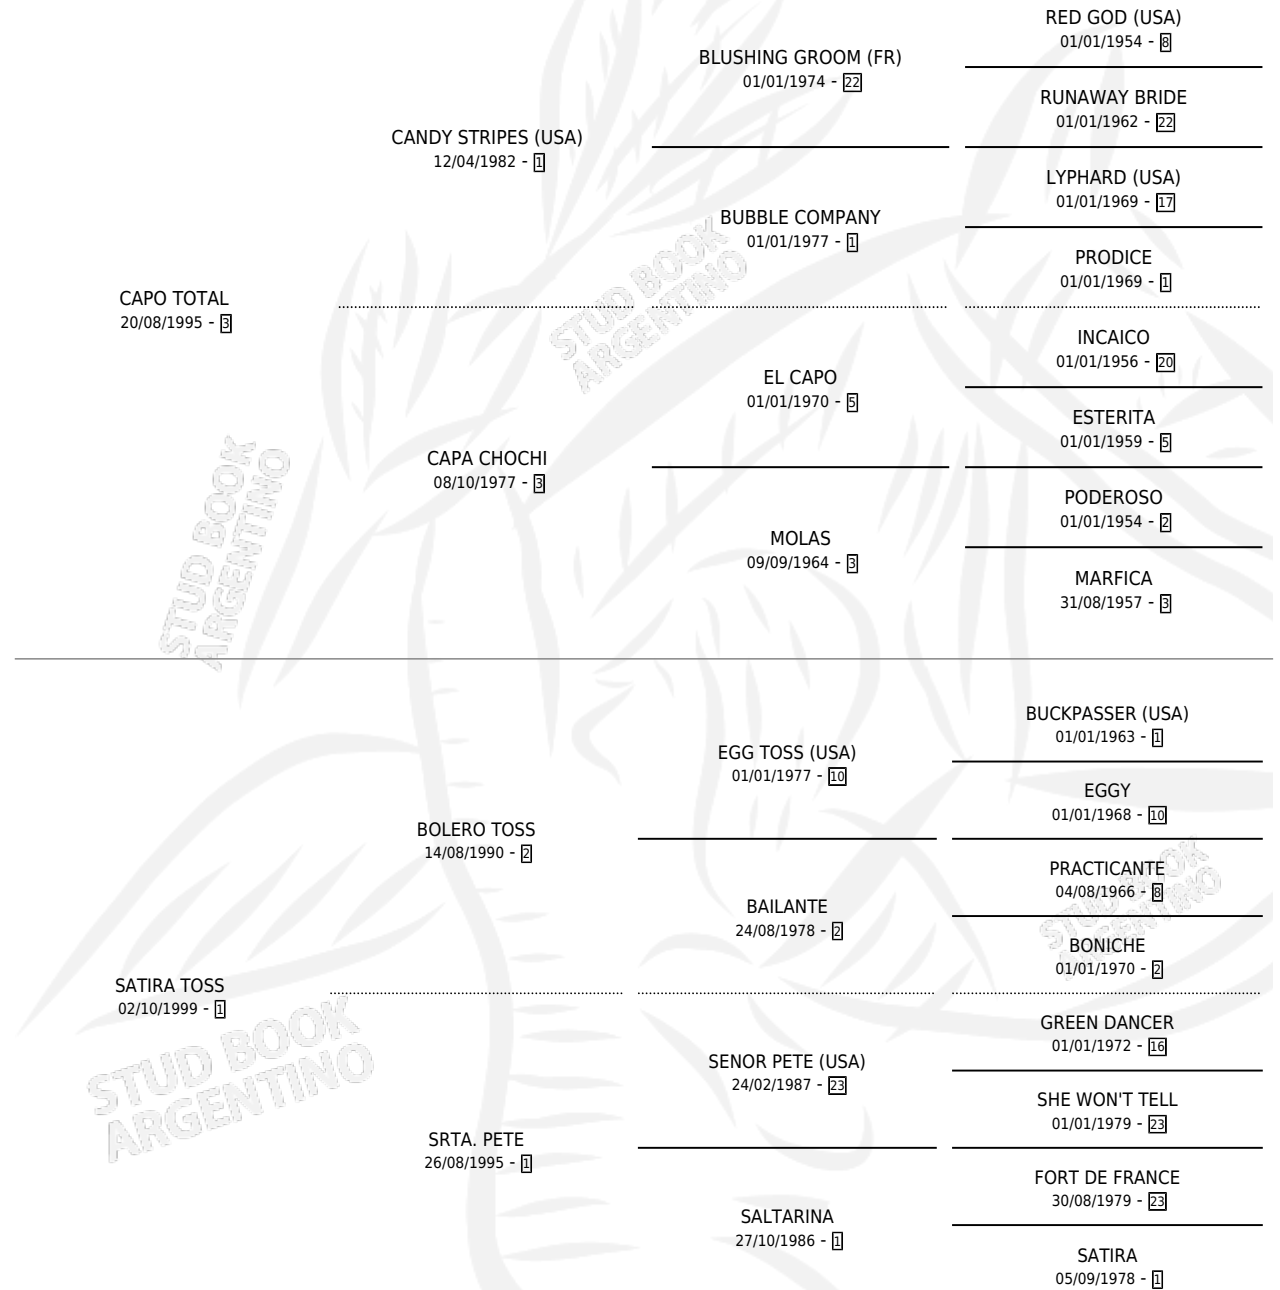 RED GOD (USA)
01/01/1954 - 8
BLUSHING GROOM (FR)
01/01/1974 - 22
RUNAWAY BRIDE
01/01/1962 - 22
CANDY STRIPES (USA)
12/04/1982 - 1
LYPHARD (USA)
01/01/1969 - 17
BUBBLE COMPANY
01/01/1977 - 1
PRODICE
01/01/1969 - 1
CAPO TOTAL
20/08/1995 - 3
STUD BOOK
ARGENTINO
INCAICO
01/01/1956 - 20
EL CAPO
01/01/1970 - 5
ESTERITA
01/01/1959 - 5
CAPA CHOCHI
08/10/1977 - 3
PODEROSO
01/01/1954 - 2
MOLAS
09/09/1964 - 3
MARFICA
31/08/1957 - 3
STUD BOOK
ARGENTINO
BUCKPASSER (USA)
01/01/1963 - 1
EGG TOSS (USA)
01/01/1977 - 10
EGGY
01/01/1968 - 10
BOLERO TOSS
14/08/1990 - 2
PRACTICANTE
04/08/1966 - 8
BAILANTE
24/08/1978 - 2
BONICHE
01/01/1970 - 2
STUD BOOK
ARGENTINO
SATIRA TOSS
02/10/1999 - 1
GREEN DANCER
01/01/1972 - 16
SENOR PETE (USA)
24/02/1987 - 23
SHE WON'T TELL
01/01/1979 - 23
STUD BOOK
ARGENTINO
SRTA. PETE
26/08/1995 - 1
FORT DE FRANCE
30/08/1979 - 23
SALTARINA
27/10/1986 - 1
SATIRA
05/09/1978 - 1